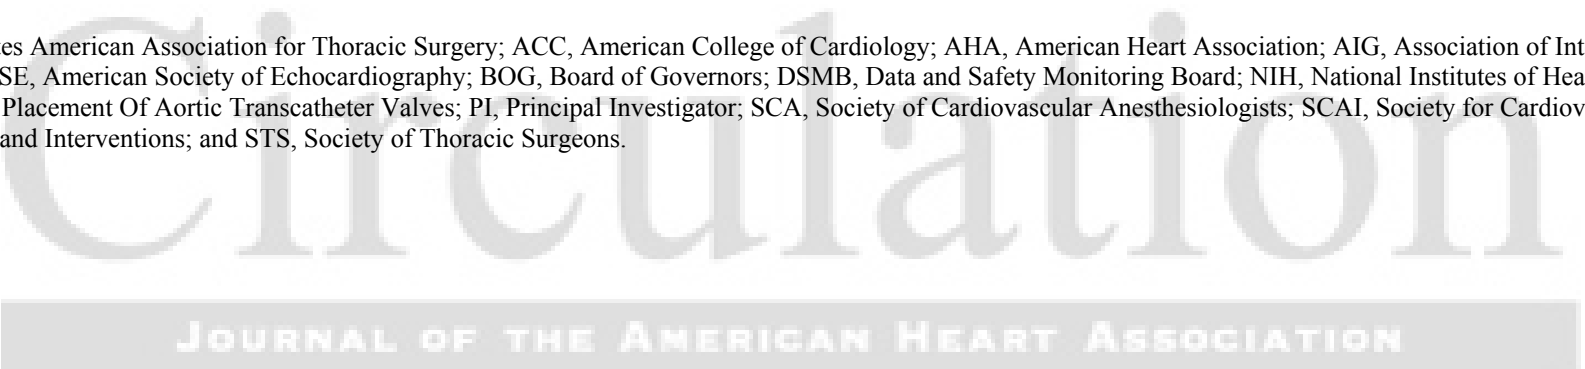 tes American Association for Thoracic Surgery; ACC, American College of Cardiology; AHA, American Heart Association; AIG, Association of Int
SE, American Society of Echocardiography; BOG, Board of Governors; DSMB, Data and Safety Monitoring Board; NIH, National Institutes of Hea
Placement Of Aortic Transcatheter Valves; PI, Principal Investigator; SCA, Society of Cardiovascular Anesthesiologists; SCAI, Society for Cardiov
and Interventions; and STS, Society of Thoracic Surgeons.
Circulation
JOURNAL OF THE AMERICAN HEART ASSOCIATION